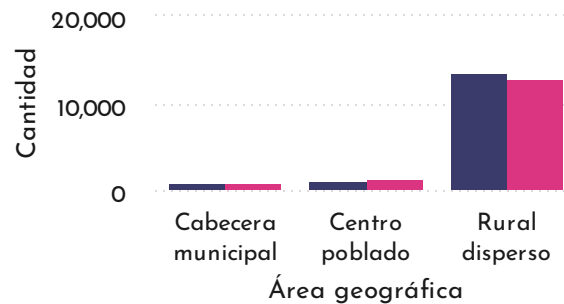 20,000
10,000
0
Cantidad
Cabecera
municipal
Centro
poblado
Rural
disperso
Área geográfica